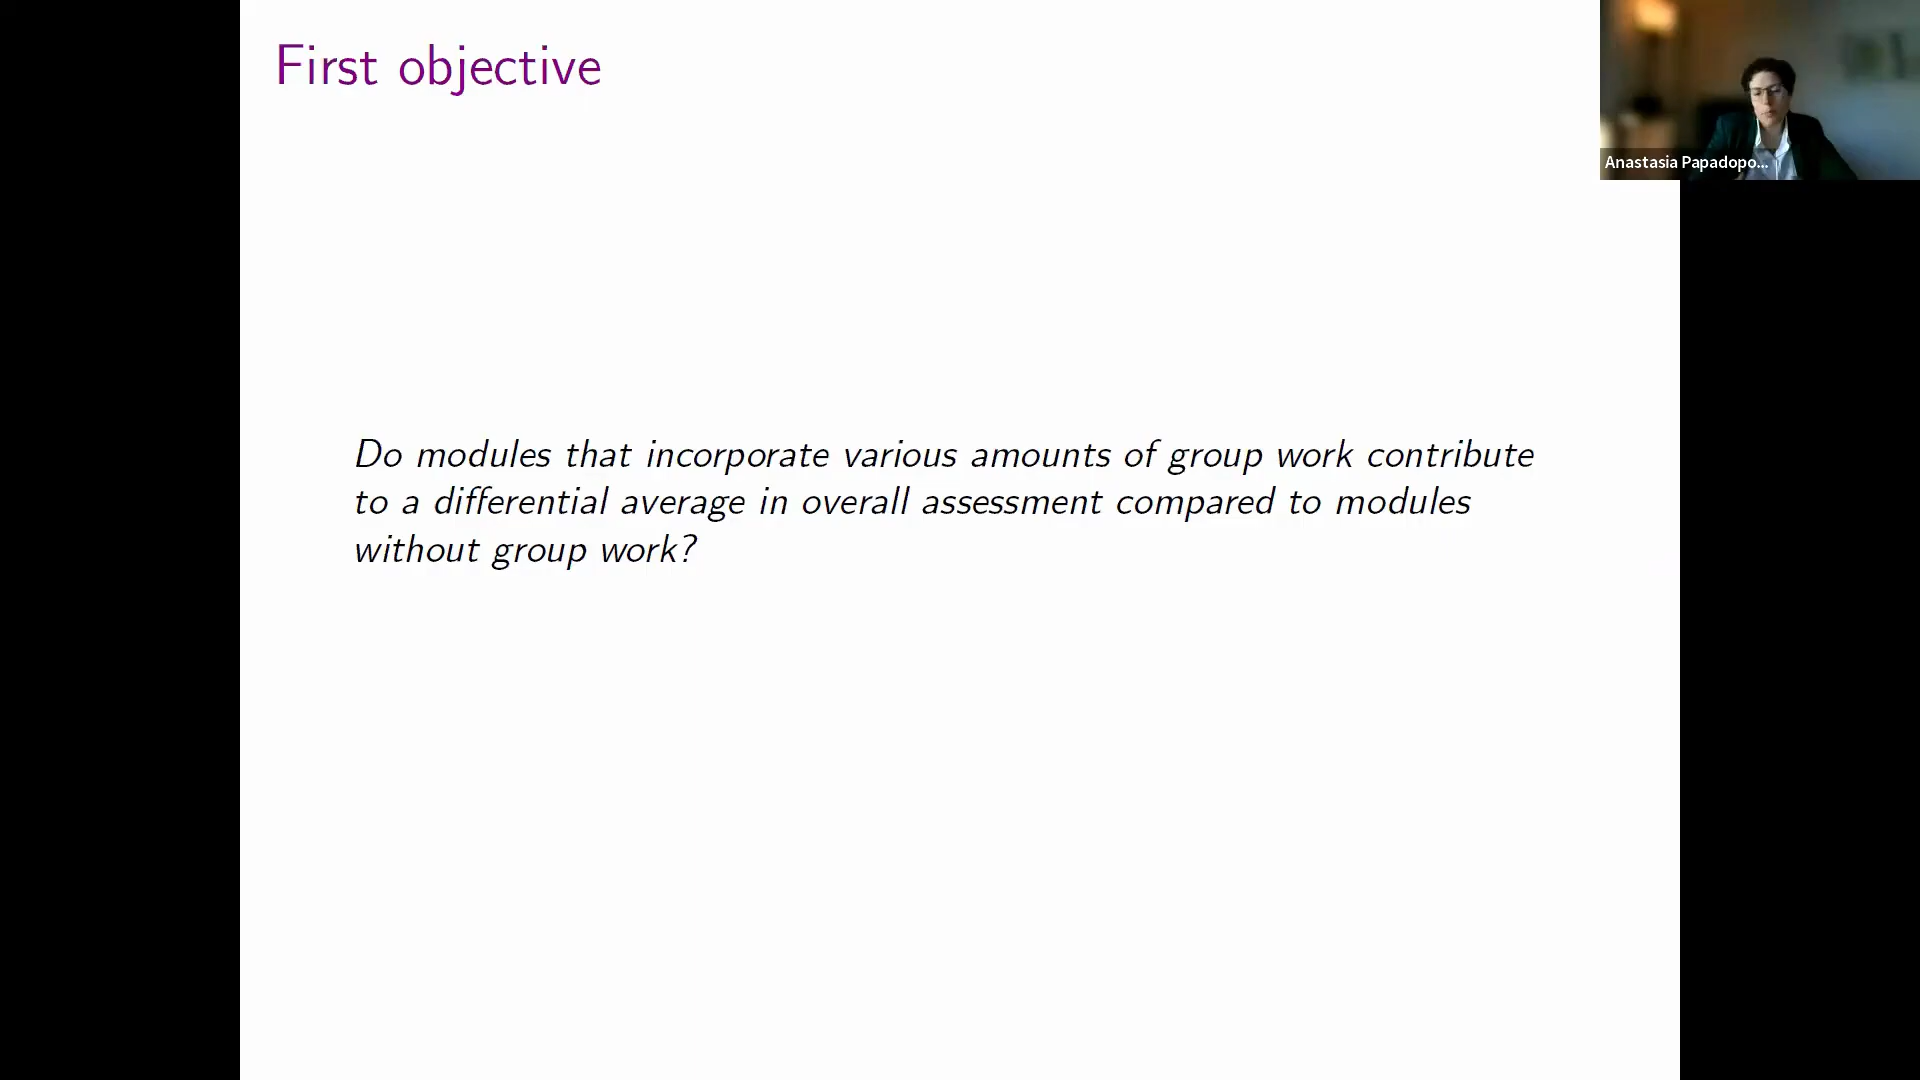 First objective
Anastasia Papadopo...
Do modules that incorporate various amounts of group work contribute
to a differential average in overall assessment compared to modules
without group work?